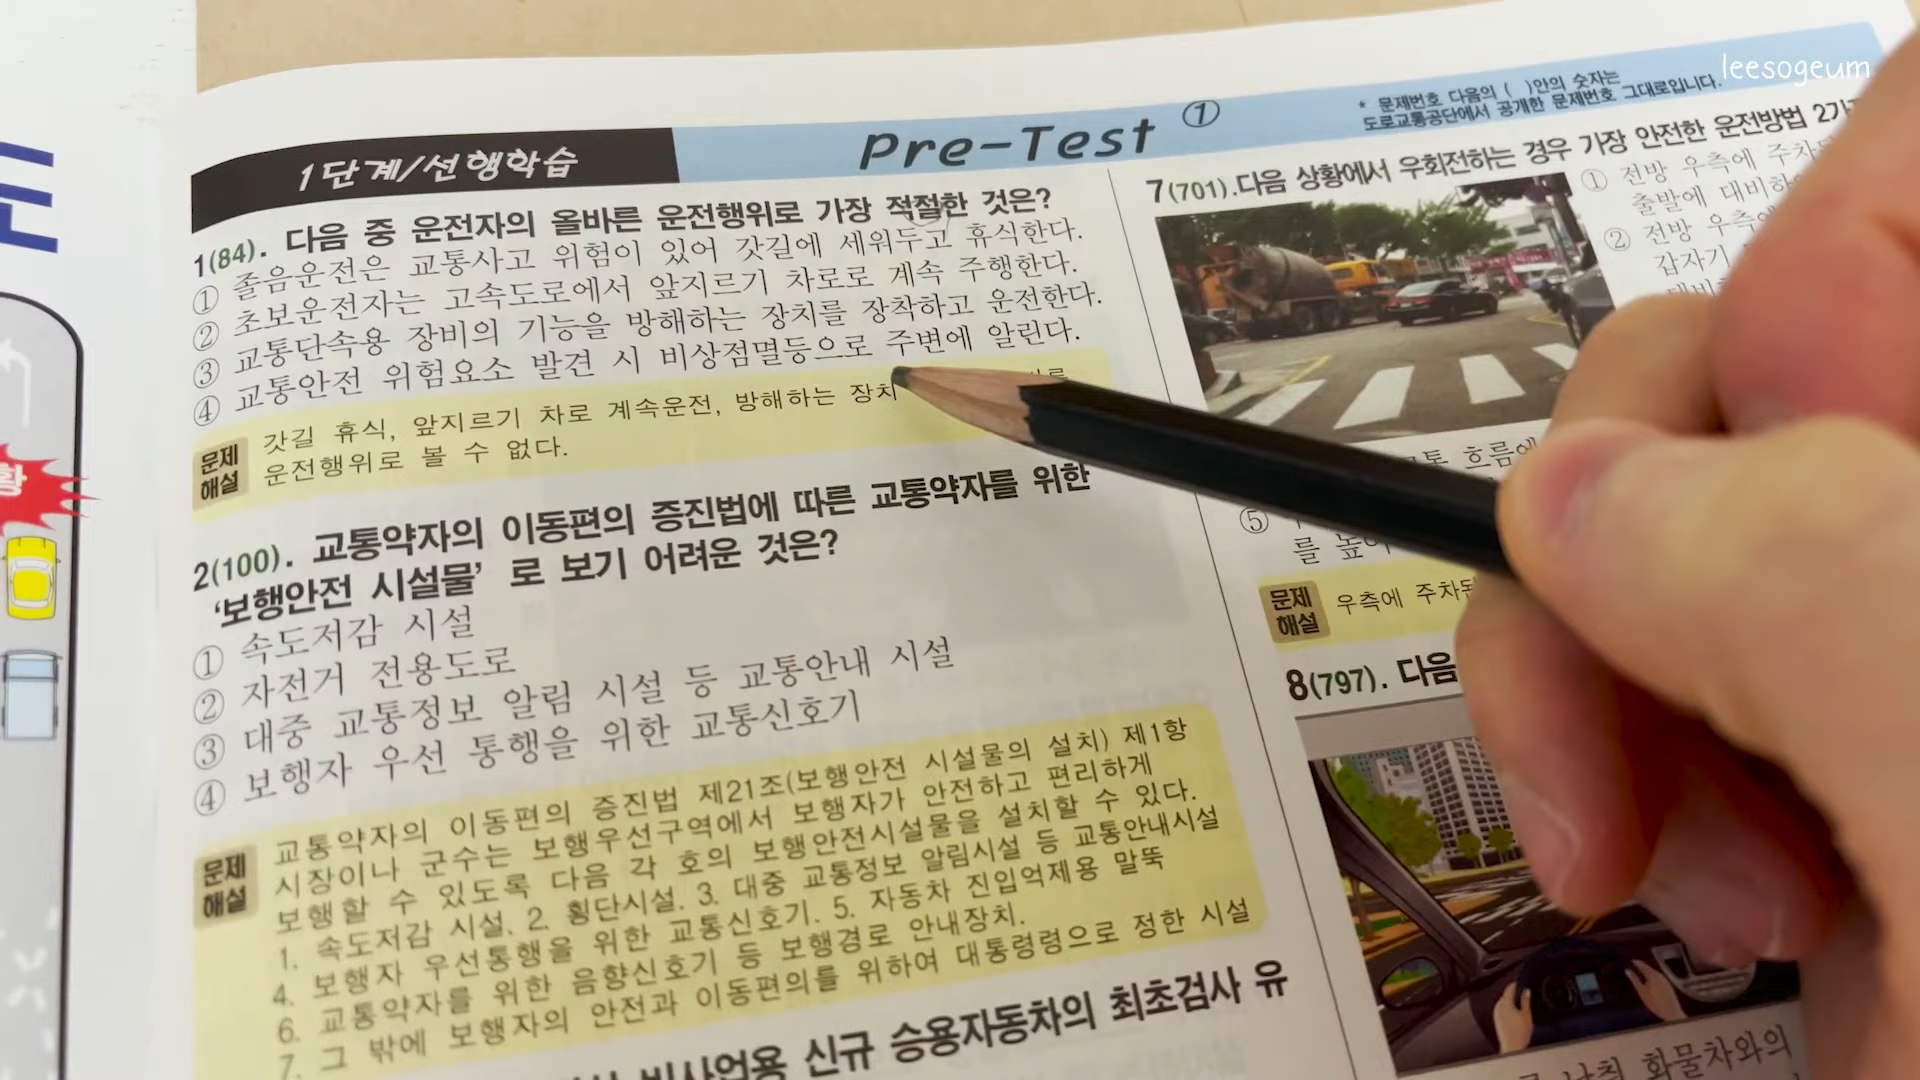 leesogeum
1단계/선행학습
Pre-Test ①
* 문제번호 다음의 ( )안의 숫자는
도로교통공단에서 공개한 문제번호 그대로입니다.
1(84). 다음 중 운전자의 올바른 운전행위로 가장 적절한 것은?
① 졸음운전은 교통사고 위험이 있어 갓길에 세워두고 휴식한다.
② 초보운전자는 고속도로에서 앞지르기 차로로 계속 주행한다.
③ 교통단속용 장비의 기능을 방해하는 장치를 장착하고 운전한다.
④ 교통안전 위험요소 발견 시 비상점멸등으로 주변에 알린다.
문제
해설
갓길 휴식, 앞지르기 차로 계속운전, 방해하는 장치
운전행위로 볼 수 없다.
2(100). 교통약자의 이동편의 증진법에 따른 교통약자를 위한
‘보행안전 시설물’ 로 보기 어려운 것은?
① 속도저감 시설
② 자전거 전용도로
③ 대중 교통정보 알림 시설 등 교통안내 시설
④ 보행자 우선 통행을 위한 교통신호기
문제
해설
교통약자의 이동편의 증진법 제21조(보행안전 시설물의 설치) 제1항
시장이나 군수는 보행우선구역에서 보행자가 안전하고 편리하게
보행할 수 있도록 다음 각 호의 보행안전시설물을 설치할 수 있다.
1. 속도저감 시설. 2. 횡단시설. 3. 대중 교통정보 알림시설 등 교통안내시설
4. 보행자 우선통행을 위한 교통신호기. 5. 자동차 진입억제용 말뚝
6. 교통약자를 위한 음향신호기 등 보행경로 안내장치.
7. 그 밖에 보행자의 안전과 이동편의를 위하여 대통령령으로 정한 시설
비사업용 신규 승용자동차의 최초검사 유
7(701). 다음 상황에서 우회전하는 경우 가장 안전한 운전방법 2가
① 전방 우측에 주차
출발에 대비하
② 전방 우측에
갑자기
흐름에
⑤
를 높
문제
해설
우측에 주차된
8(797). 다음
화물차와의